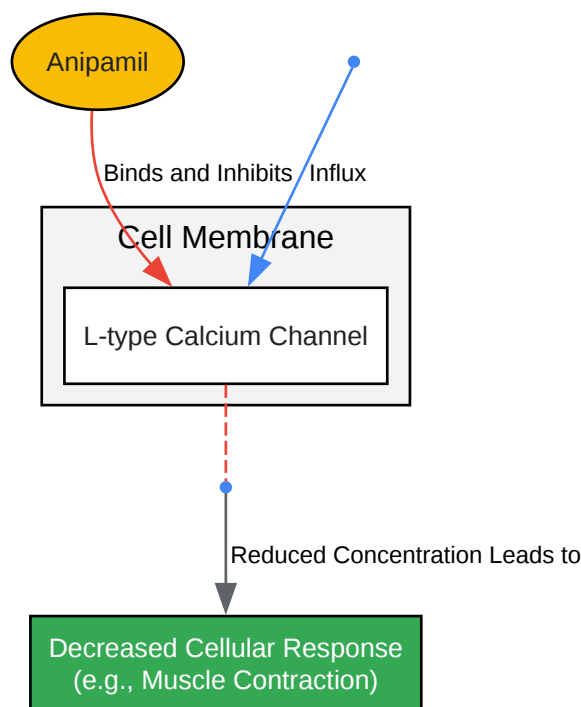 Anipamil
Binds and Inhibits
Influx
Cell Membrane
L-type Calcium Channel
Reduced Concentration Leads to
Decreased Cellular Response
(e.g., Muscle Contraction)